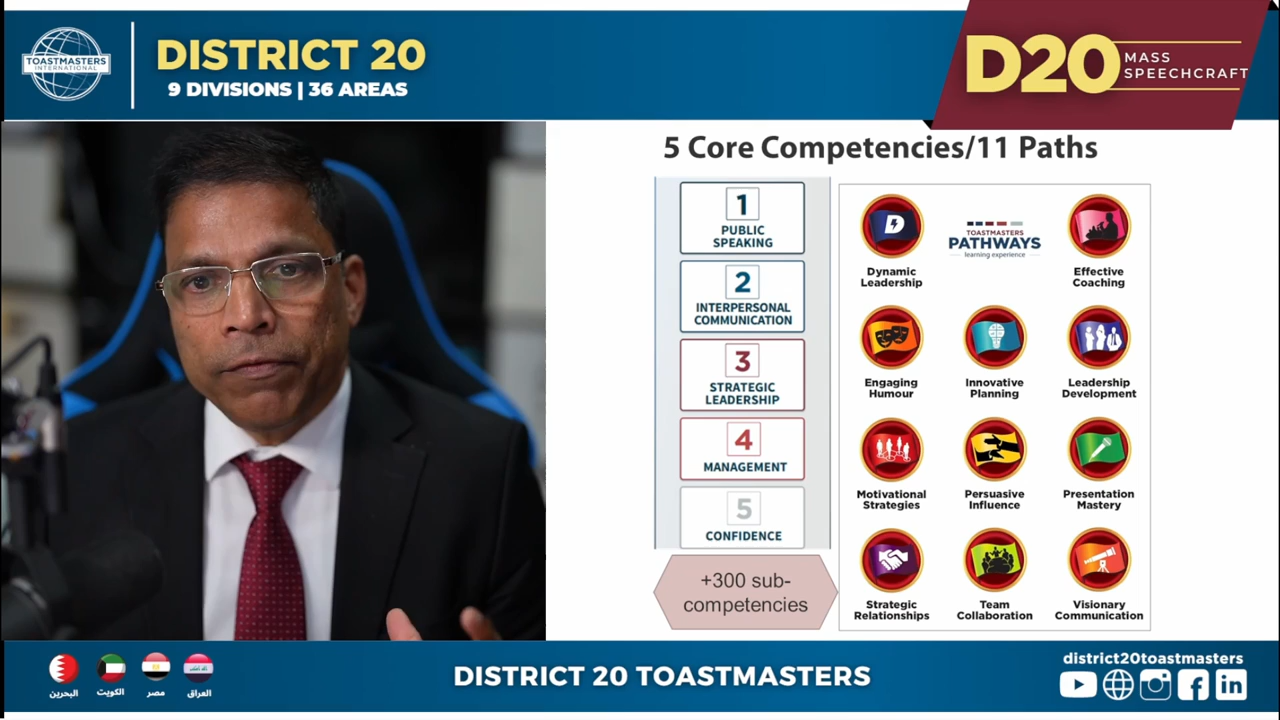 TOASTMASTERS
INTERNATIONAL
DISTRICT 20
9 DIVISIONS | 36 AREAS
D20
MASS
SPEECHCRAFT
5 Core Competencies/11 Paths
1
PUBLIC
SPEAKING
2
INTERPERSONAL
COMMUNICATION
3
STRATEGIC
LEADERSHIP
4
MANAGEMENT
5
CONFIDENCE
+300 sub-
competencies
D
Dynamic
Leadership
TOASTMASTERS
PATHWAYS
learning experience
Effective
Coaching
Engaging
Humour
Innovative
Planning
Leadership
Development
Motivational
Strategies
Persuasive
Influence
Presentation
Mastery
Strategic
Relationships
Team
Collaboration
Visionary
Communication
البحرين
الكويت
مصر
العراق
DISTRICT 20 TOASTMASTERS
district20toastmasters